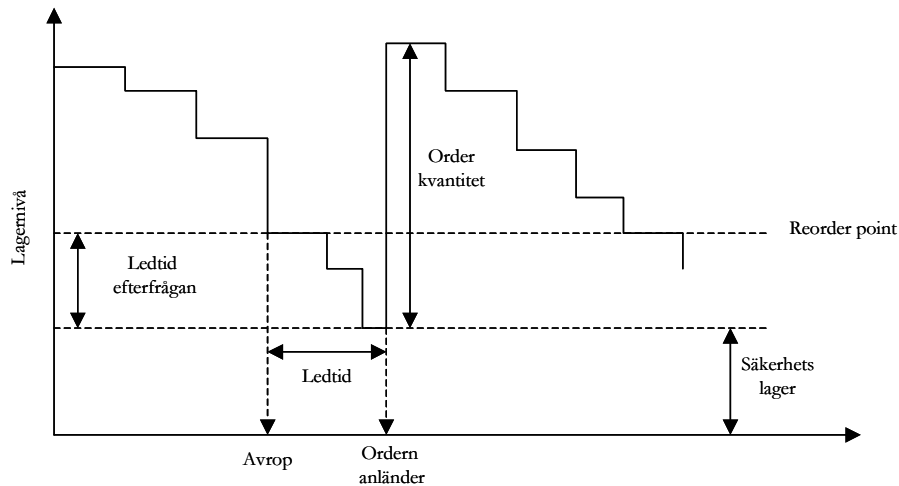 Lagernivå
Order
kvantitet
Reorder point
Ledtid
efterfrågan
Ledtid
Säkerhets
lager
Avrop
Ordern
anländer